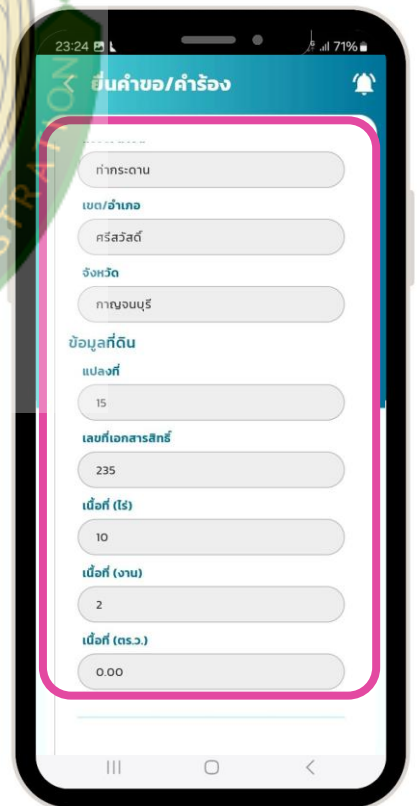 23:24
71%
ยื่นคำขอ/คำร้อง
ท่ากระดาน
เขต/อำเภอ
ศรีสวัสดิ์
จังหวัด
กาญจนบุรี
ข้อมูลที่ดิน
แปลงที่
15
เลขที่เอกสารสิทธิ์
235
เนื้อที่ (ไร่)
10
เนื้อที่ (งาน)
2
เนื้อที่ (ตร.ว.)
0.00